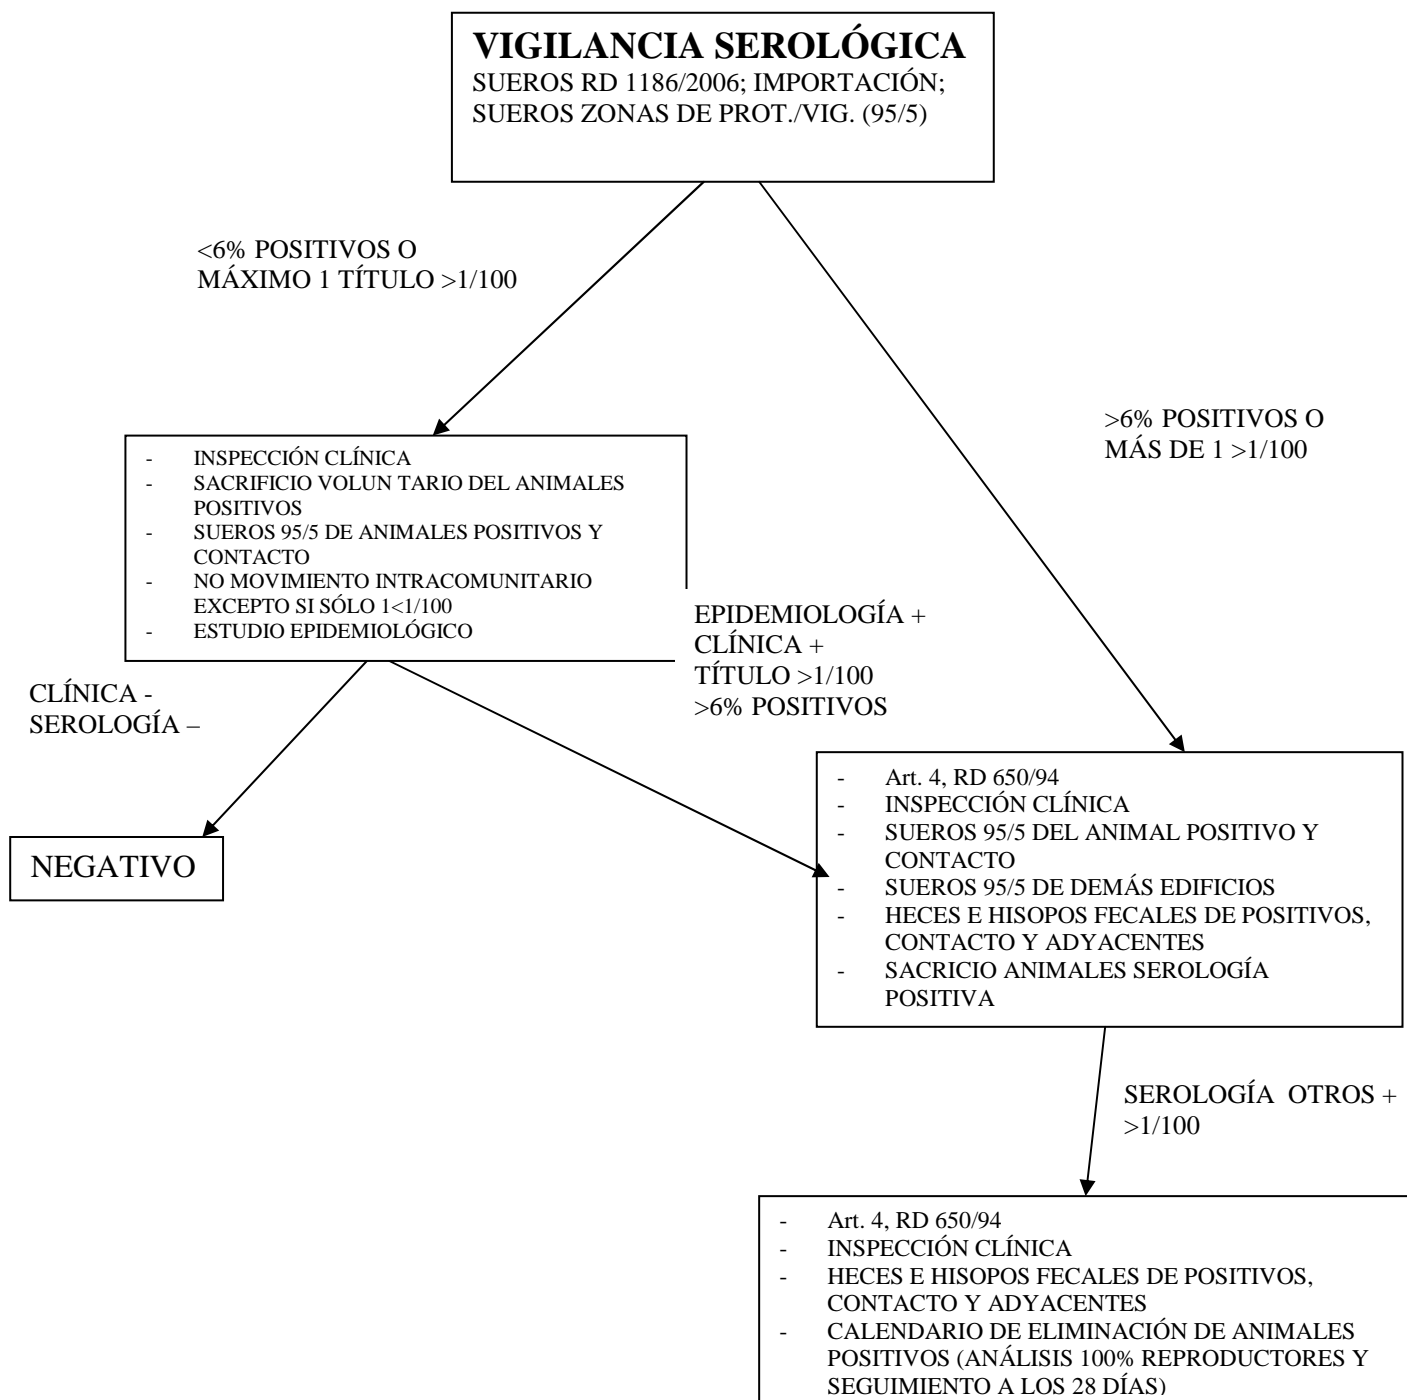 VIGILANCIA SEROLÓGICA
SUEROS RD 1186/2006; IMPORTACIÓN;
SUEROS ZONAS DE PROT./VIG. (95/5)
<6% POSITIVOS O
MÁXIMO 1 TÍTULO >1/100
>6% POSITIVOS O
MÁS DE 1 >1/100
- INSPECCIÓN CLÍNICA
- SACRIFICIO VOLUN TARIO DEL ANIMALES
POSITIVOS
- SUEROS 95/5 DE ANIMALES POSITIVOS Y
CONTACTO
- NO MOVIMIENTO INTRACOMUNITARIO
EXCEPTO SI SÓLO 1<1/100
- ESTUDIO EPIDEMIOLÓGICO
EPIDEMIOLOGÍA +
CLÍNICA +
TÍTULO >1/100
>6% POSITIVOS
CLÍNICA -
SEROLOGÍA –
NEGATIVO
- Art. 4, RD 650/94
- INSPECCIÓN CLÍNICA
- SUEROS 95/5 DEL ANIMAL POSITIVO Y
CONTACTO
- SUEROS 95/5 DE DEMÁS EDIFICIOS
- HECES E HISOPOS FECALES DE POSITIVOS,
CONTACTO Y ADYACENTES
- SACRICIO ANIMALES SEROLOGÍA
POSITIVA
SEROLOGÍA OTROS +
>1/100
- Art. 4, RD 650/94
- INSPECCIÓN CLÍNICA
- HECES E HISOPOS FECALES DE POSITIVOS,
CONTACTO Y ADYACENTES
- CALENDARIO DE ELIMINACIÓN DE ANIMALES
POSITIVOS (ANÁLISIS 100% REPRODUCTORES Y
SEGUIMIENTO A LOS 28 DÍAS)